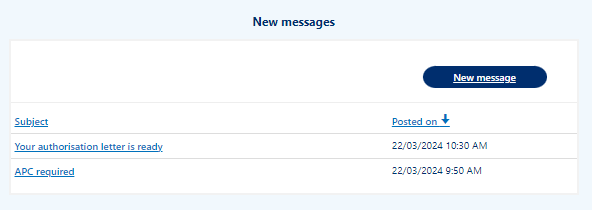 New messages
New message
Subject Posted on
Your authorisation letter is ready 22/03/2024 10:30 AM
APC required 22/03/2024 9:50 AM